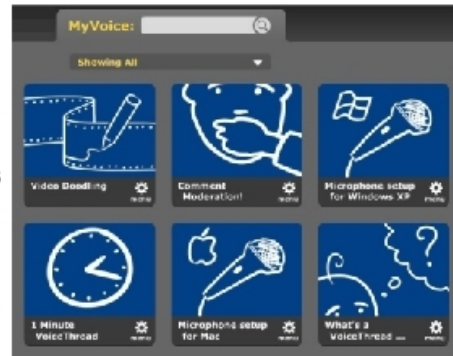 MyVoice:
Showing All
Video Doodling
menu
Comment
Moderation!
menu
Microphone setup
for Windows XP
menu
1 Minute
VoiceThread
menu
Microphone setup
for Mac
menu
What's a
VoiceThread ...
menu
?